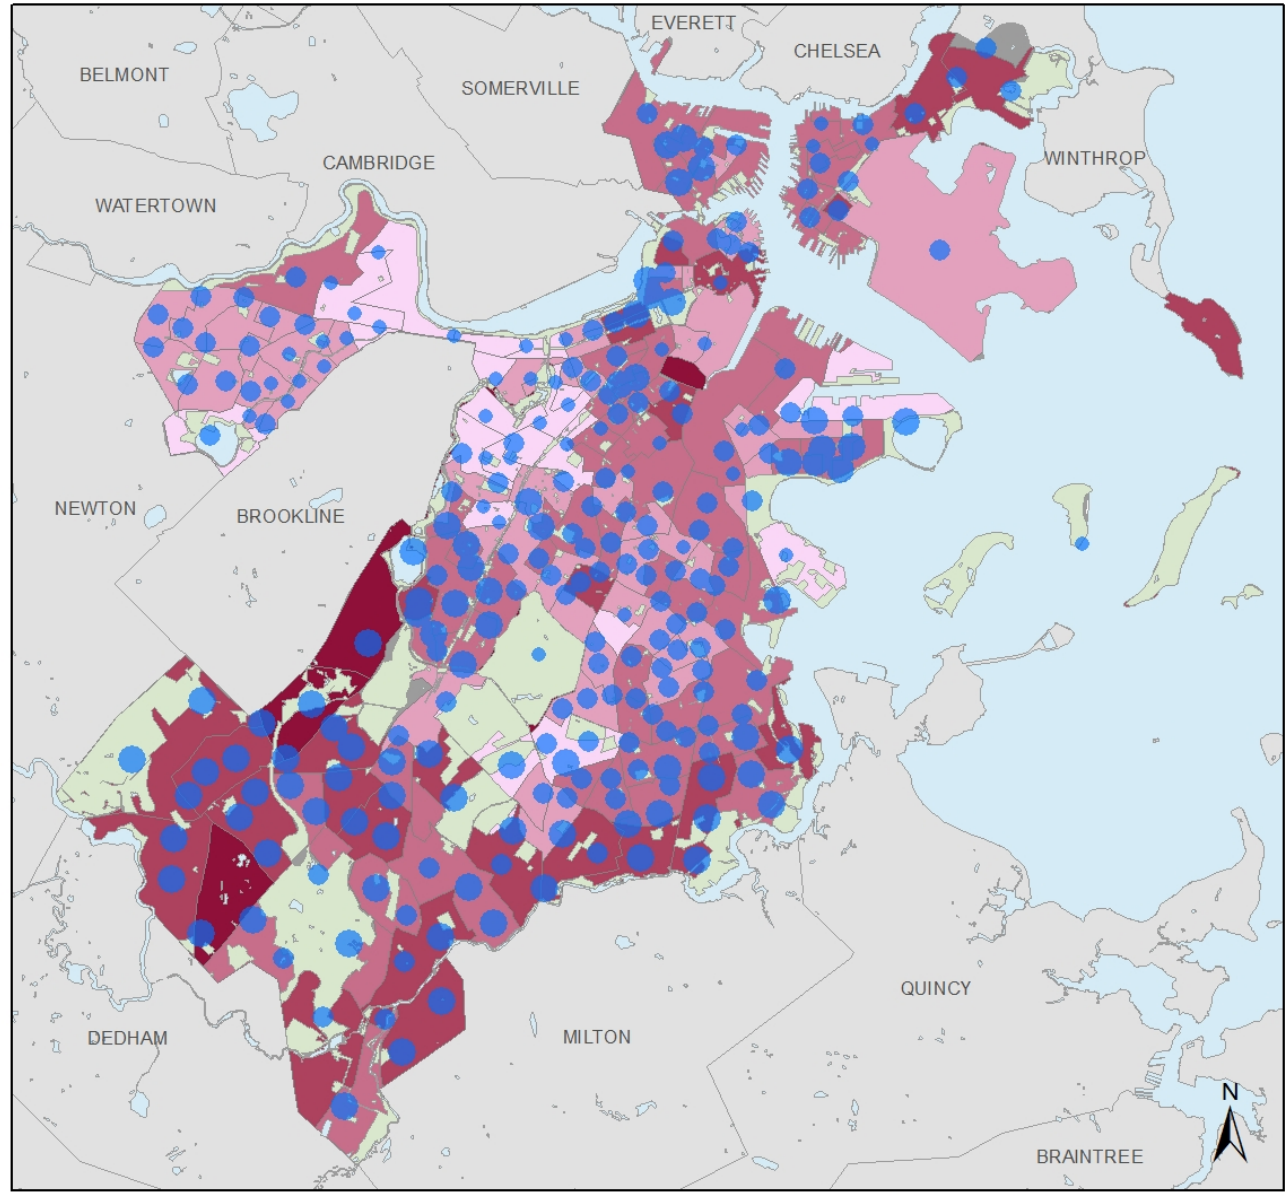 EVERETT
CHELSEA
BELMONT
SOMERVILLE
CAMBRIDGE
WINTHROP
WATERTOWN
NEWTON
BROOKLINE
QUINCY
DEDHAM
MILTON
N
BRAINTREE